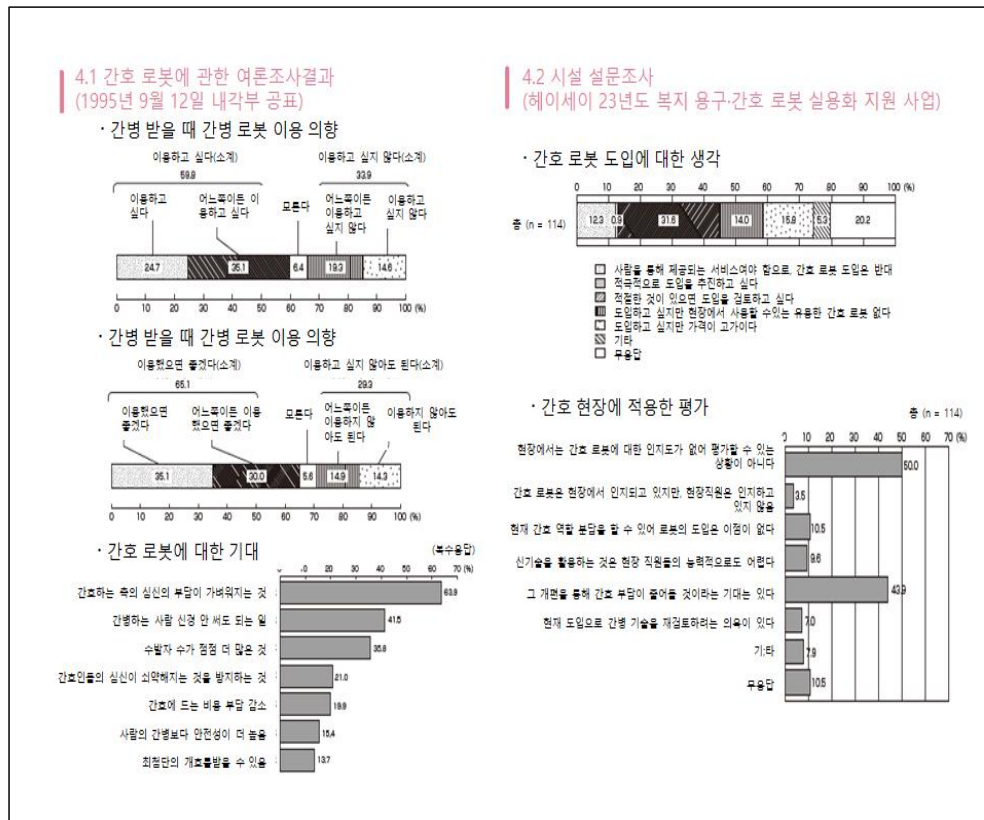 4.1 간호 로봇에 관한 여론조사결과
(1995년 9월 12일 내각부 공표)
· 간병 받을 때 간병 로봇 이용 의향
이용하고 싶다(소계)
이용하고 싶지 않다(소계)
59.9
33.9
이용하고
싶다
어느쪽이든 이
용하고 싶다
모른다
어느쪽이든
이용하고
싶지 않다
이용하고
싶지 않다
24.7 35.1 6.4 19.3 14.6
0 10 20 30 40 50 60 70 80 90 100 (%)
· 간병 받을 때 간병 로봇 이용 의향
이용했으면 좋겠다(소계)
이용하고 싶지 않아도 된다(소계)
65.1
29.3
이용했으면
좋겠다
어느쪽이든 이용
했으면 좋겠다
모른다
어느쪽이든
이용하지 않
아도 된다
이용하지 않아도
된다
35.1 30.0 5.6 14.9 14.3
0 10 20 30 40 50 60 70 80 90 100 (%)
· 간호 로봇에 대한 기대
(복수응답)
20 30 40 50 60 70 (%)
간호하는 측의 심신의 부담이 가벼워지는 것 63.9
간병하는 사람 신경 안 써도 되는 일 41.5
수발자 수가 점점 더 많은 것 35.8
간호인들의 심신이 쇠약해지는 것을 방지하는 것 21.0
간호에 드는 비용 부담 감소 19.9
사람의 간병보다 안전성이 더 높음 15.4
최첨단의 개호를받을 수 있음 13.7
4.2 시설 설문조사
(헤이세이 23년도 복지 용구·간호 로봇 실용화 지원 사업)
· 간호 로봇 도입에 대한 생각
0 10 20 30 40 50 60 70 80 90 100 (%)
총 (n = 114)
12.3 0.9 31.6 14.0 15.8 5.3 20.2
사람을 통해 제공되는 서비스여야 함으로, 간호 로봇 도입은 반대
적극적으로 도입을 추진하고 싶다
적절한 것이 있으면 도입을 검토하고 싶다
도입하고 싶지만 현장에서 사용할 수있는 유용한 간호 로봇 없다
도입하고 싶지만 가격이 고가이다
기타
무응답
· 간호 현장에 적용한 평가
총 (n = 114)
0 10 20 30 40 50 60 70 (%)
현장에서는 간호 로봇에 대한 인지도가 없어 평가할 수 있는
상황이 아니다
50.0
간호 로봇은 현장에서 인지되고 있지만, 현장직원은 인지하고
있지 않음
3.5
현재 간호 역할 분담을 할 수 있어 로봇의 도입은 이점이 없다 10.5
신기술을 활용하는 것은 현장 직원들의 능력적으로도 어렵다 9.6
그 개편을 통해 간호 부담이 줄어들 것이라는 기대는 있다 43.9
현재 도입으로 간병 기술을 재검토하려는 의욕이 있다 7.0
기;타 7.9
무응답 10.5